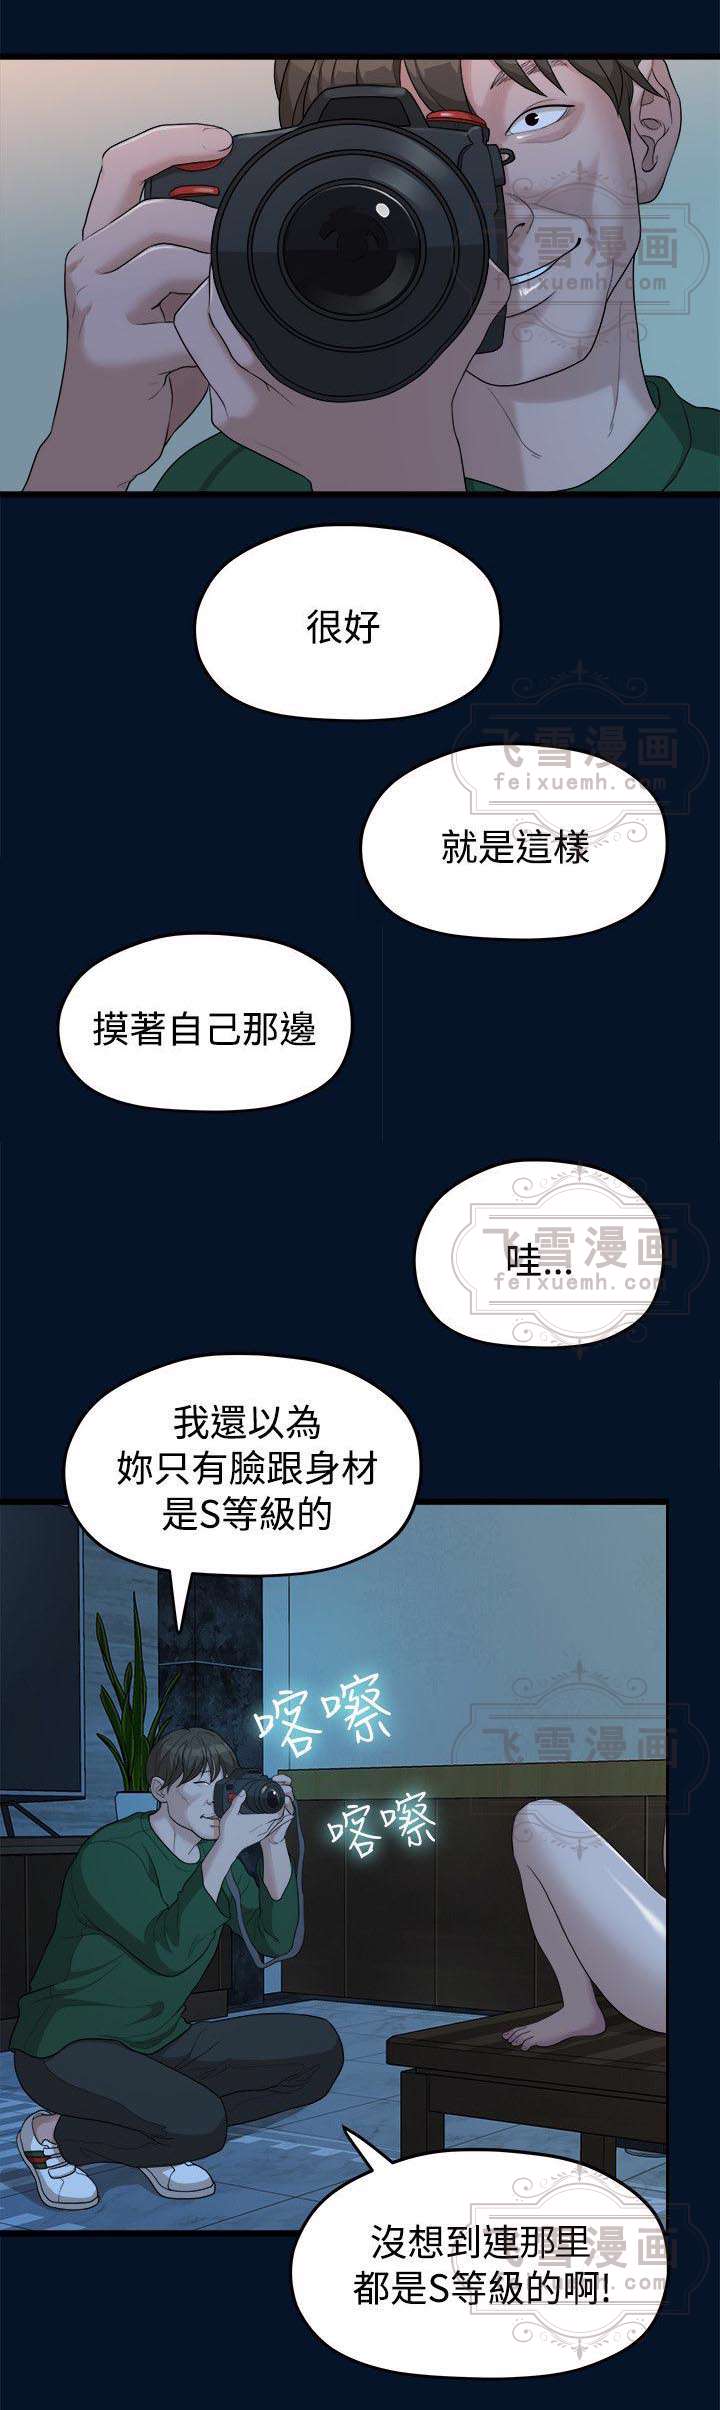 飞雪漫画
feixuemh.com
很好
飞雪漫画
feixuemh.com
就是這樣
摸著自己那邊
飞雪漫画
feixuemh.com
哇...
我還以為
妳只有臉跟身材
是S等級的
喀嚓
飞雪漫画
feixuemh.com
喀嚓
飞雪漫画
feixuemh.com
沒想到連那里
都是S等級的啊!